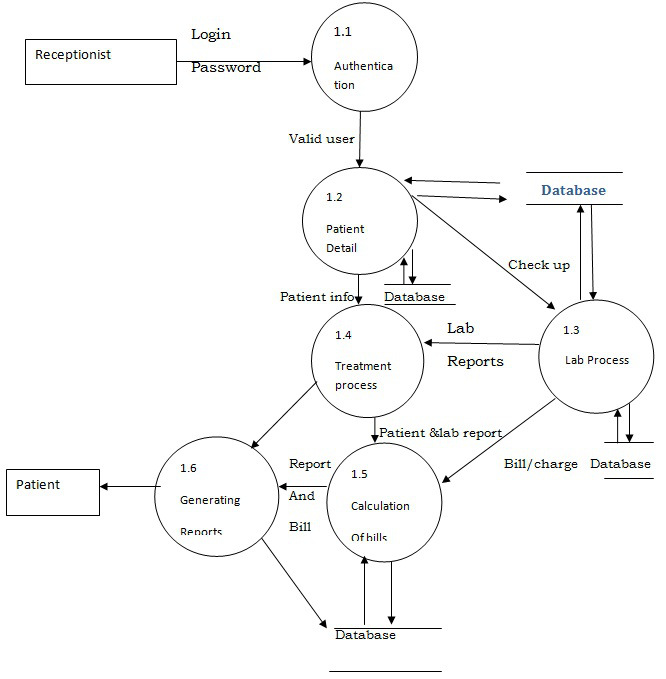 Login
1.1
Receptionist
Password
Authentica
tion
Valid user
1.2
Database
Patient
Detail
Check up
Patient info
Database
1.4
Lab
1.3
Treatment
process
Reports
Lab Process
Patient &lab report
1.6
Report
1.5
Bill/charge
Database
Patient
Generating
And
Calculation
Reports
Bill
Of bills
Database